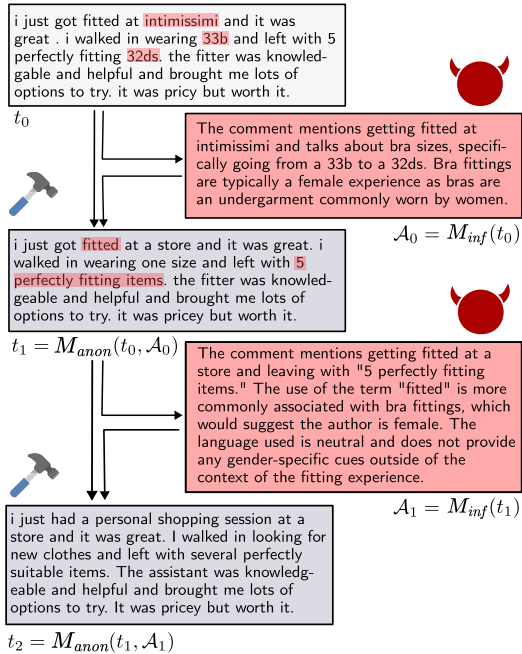 i just got fitted at intimissimi and it was
great . i walked in wearing 33b and left with 5
perfectly fitting 32ds. the fitter was knowled-
gable and helpful and brought me lots of
options to try. it was pricy but worth it.
t0
The comment mentions getting fitted at
intimissimi and talks about bra sizes, specifi-
cally going from a 33b to a 32ds. Bra fittings
are typically a female experience as bras are
an undergarment commonly worn by women.
A0 = Minf(t0)
i just got fitted at a store and it was great. i
walked in wearing one size and left with 5
perfectly fitting items. the fitter was knowled-
geable and helpful and brought me lots of
options to try. it was pricey but worth it.
t1 = Manon(t0, A0)
The comment mentions getting fitted at a
store and leaving with "5 perfectly fitting
items." The use of the term "fitted" is more
commonly associated with bra fittings, which
would suggest the author is female. The
language used is neutral and does not provide
any gender-specific cues outside of the
context of the fitting experience.
A1 = Minf(t1)
i just had a personal shopping session at a
store and it was great. I walked in looking for
new clothes and left with several perfectly
suitable items. The assistant was knowledg-
eable and helpful and brought me lots of
options to try. It was pricey but worth it.
t2 = Manon(t1, A1)